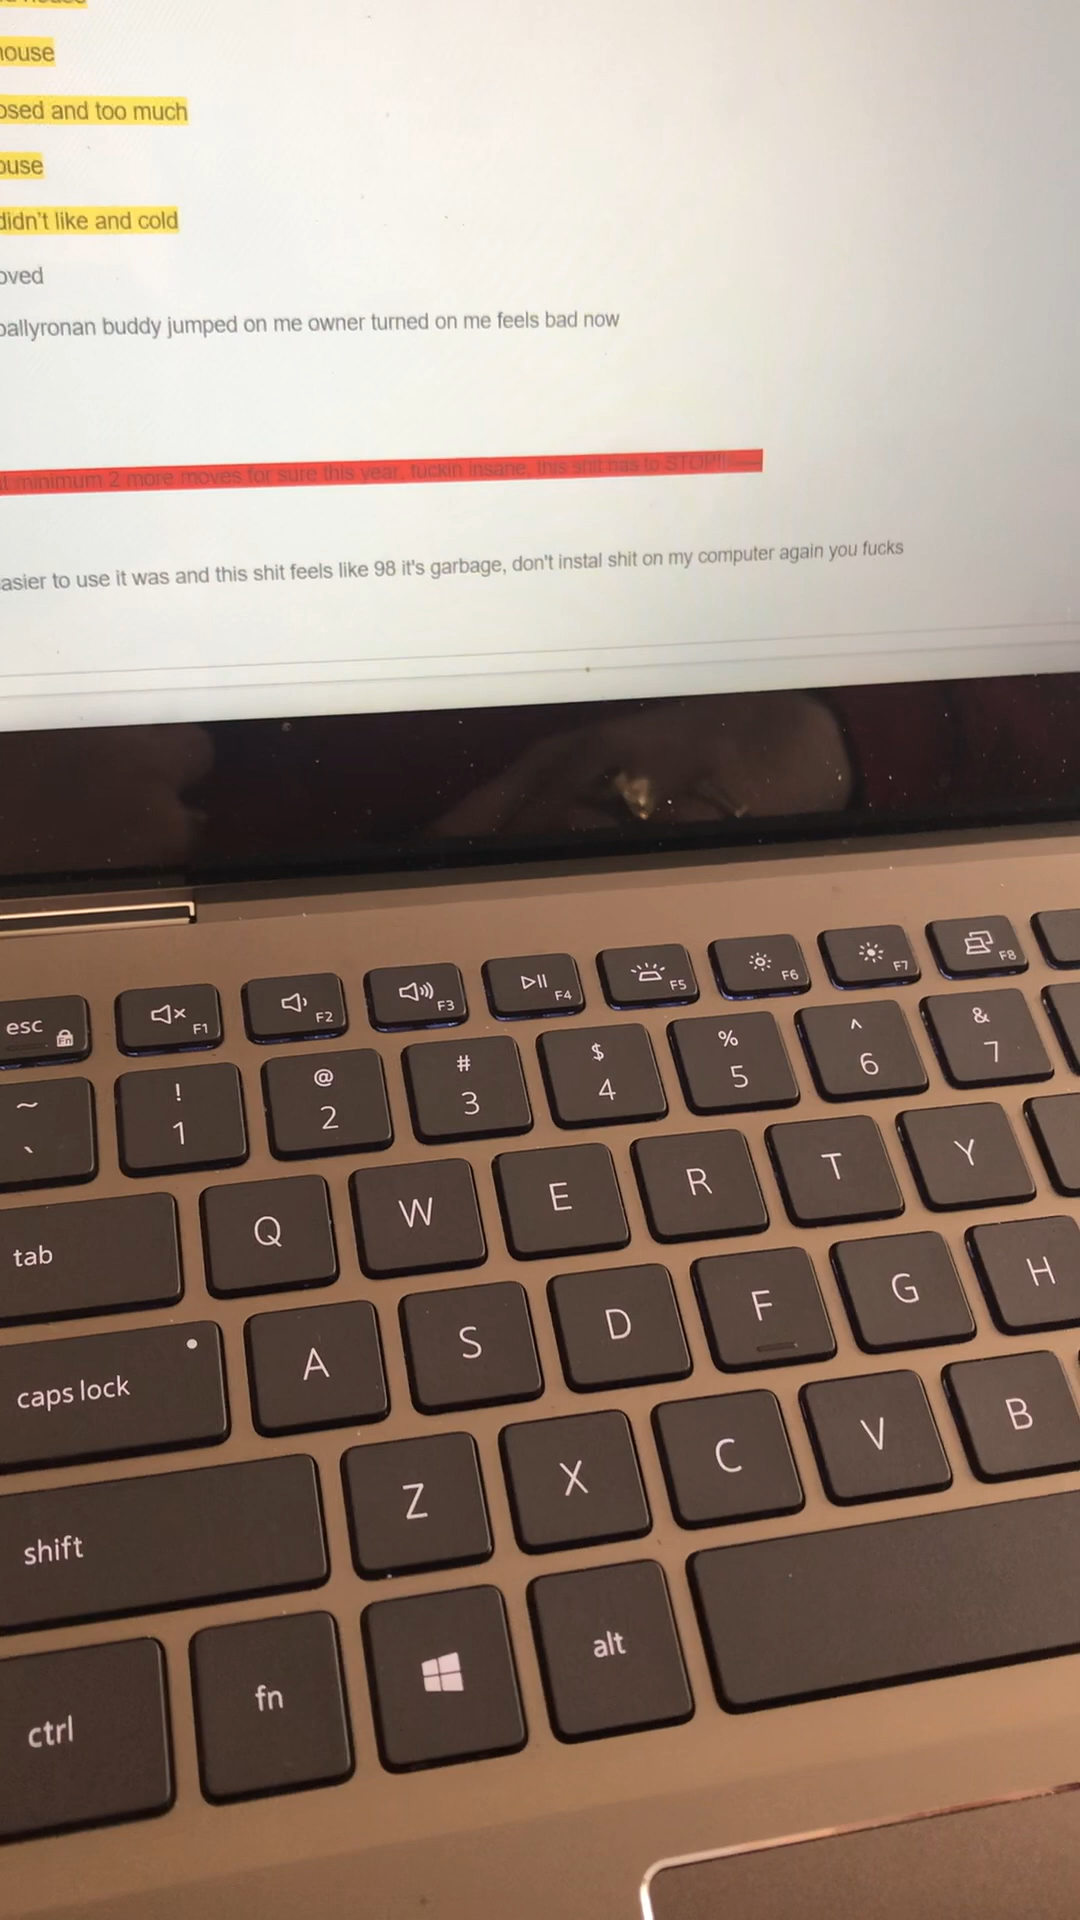 house
osed and too much
ouse
didn't like and cold
oved
ballyronan buddy jumped on me owner turned on me feels bad now
t minimum 2 more moves for sure this year, fuckin insane, this shit has to STOP!!
asier to use it was and this shit feels like 98 it's garbage, don't instal shit on my computer again you fucks
esc Fn F1 F2 F3 F4 F5 F6 F7 F8
~ ` ! 1 @ 2 # 3 $ 4 % 5 ^ 6 & 7
tab Q W E R T Y
caps lock A S D F G H
shift Z X C V B
ctrl fn alt